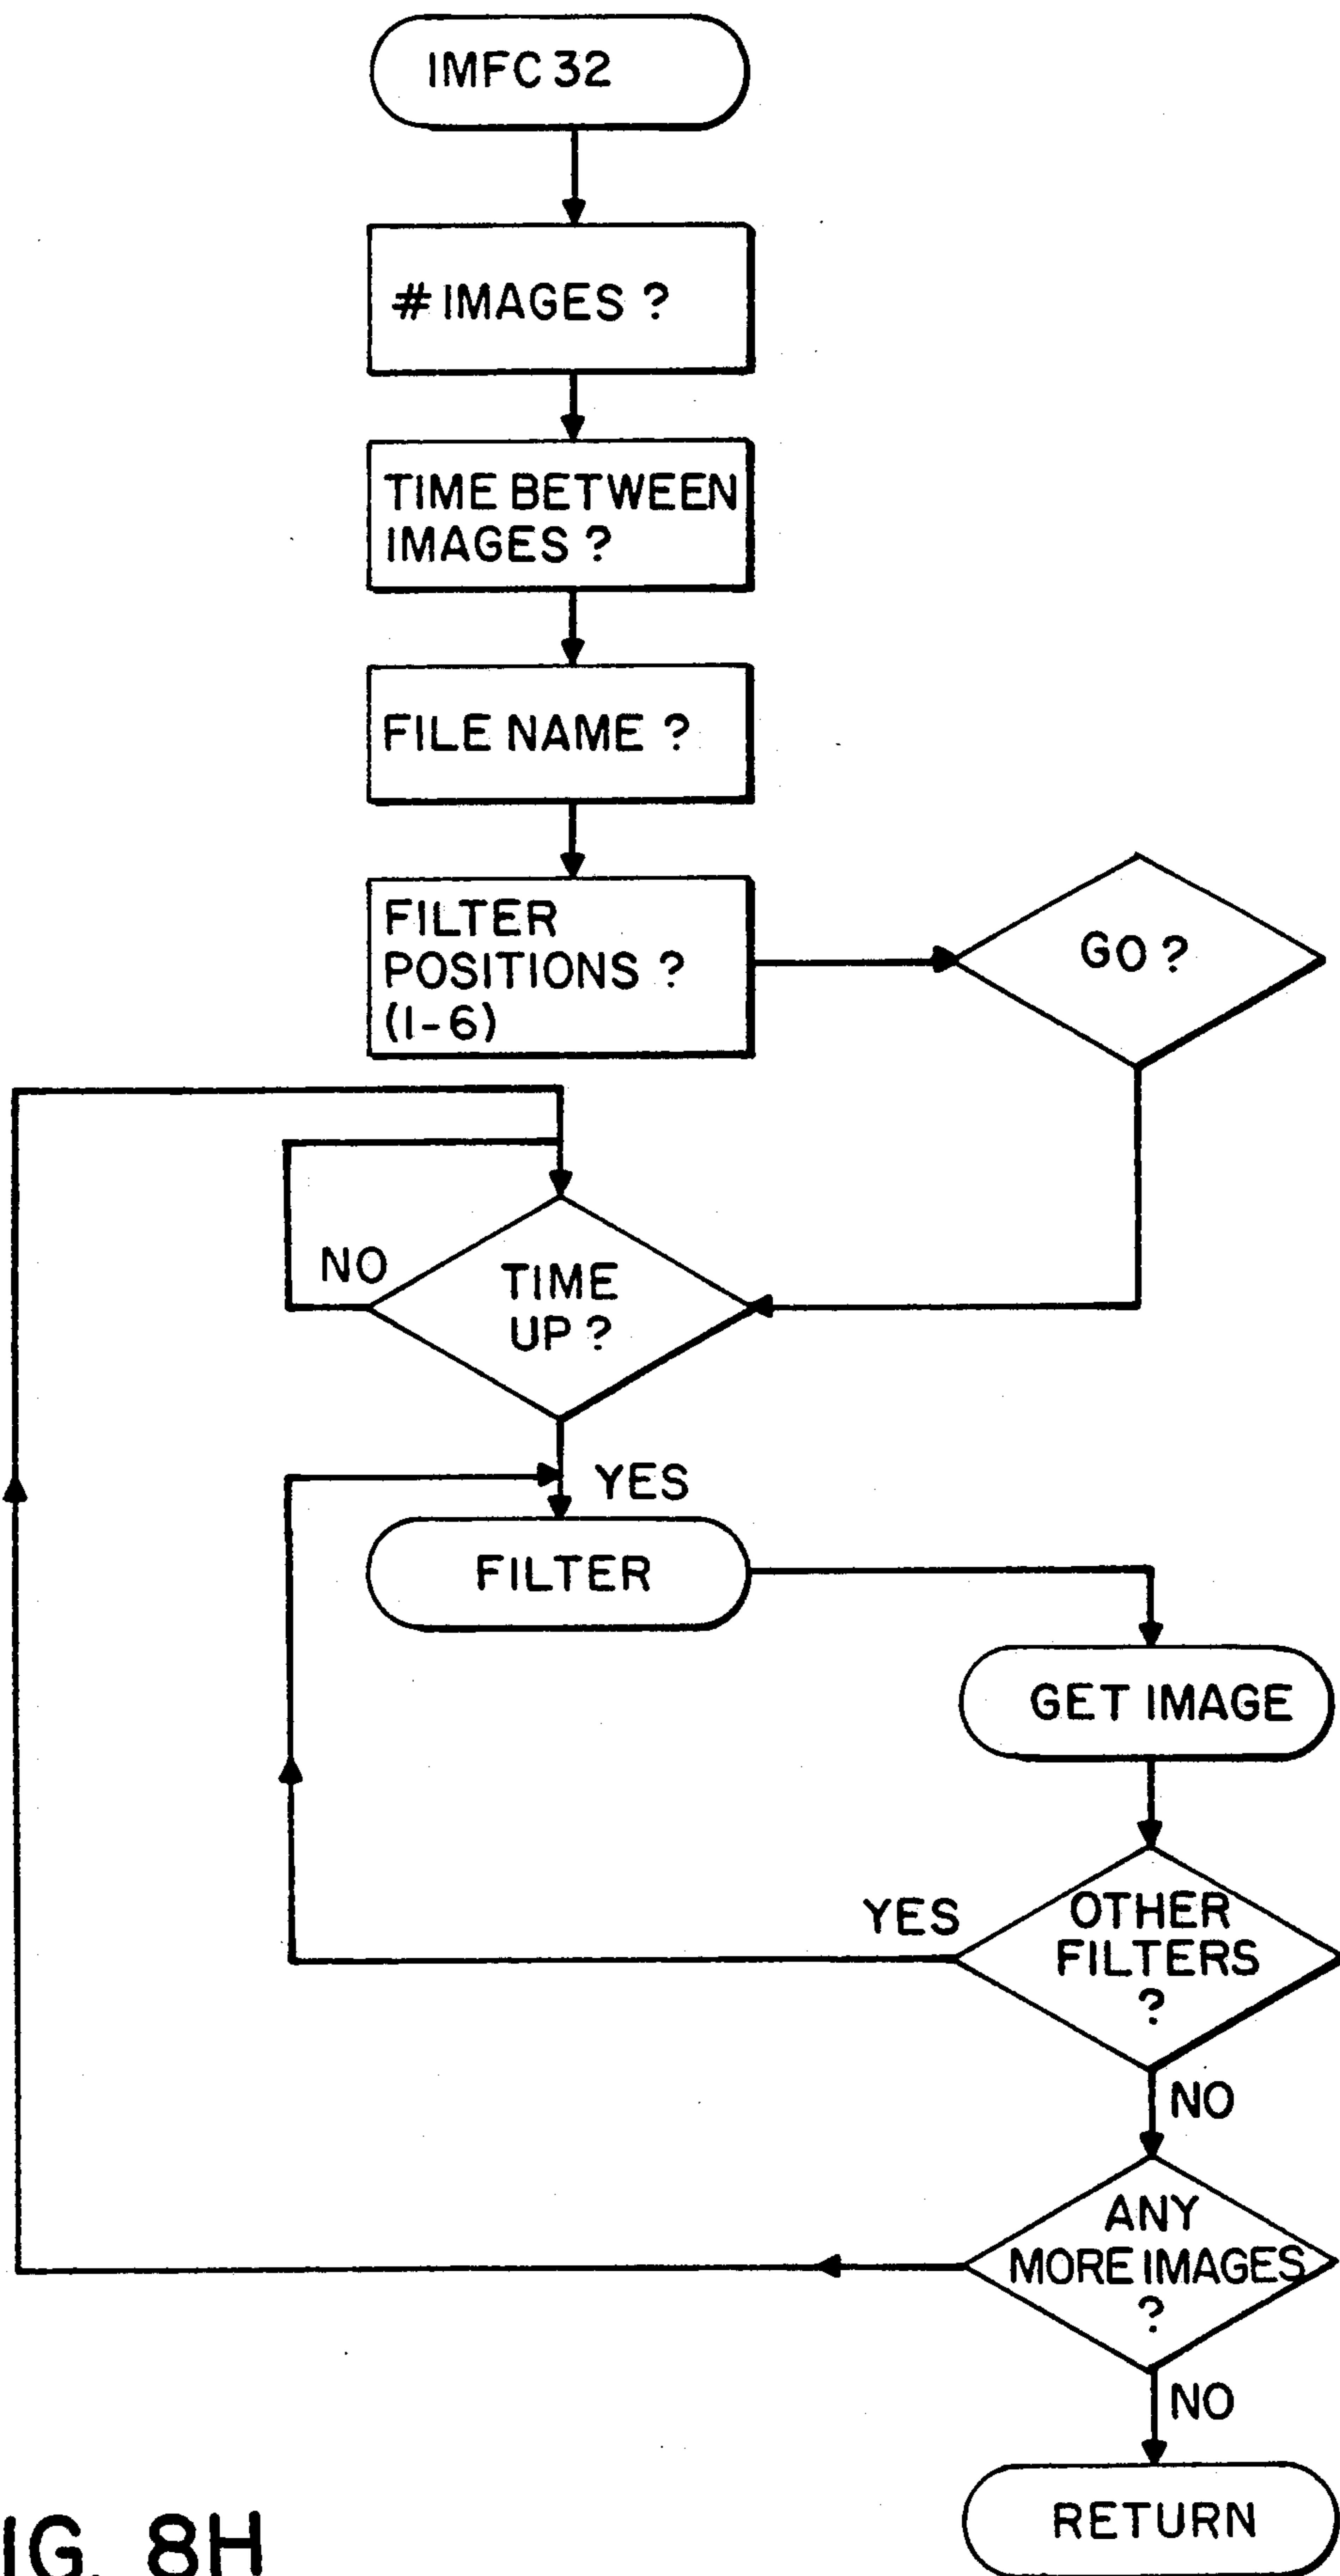 IMFC 32
# IMAGES ?
TIME BETWEEN
IMAGES ?
FILE NAME ?
FILTER
POSITIONS ?
(1-6)
GO ?
NO
TIME
UP ?
YES
FILTER
GET IMAGE
YES
OTHER
FILTERS
?
NO
ANY
MORE IMAGES
?
NO
RETURN
IG. 8H